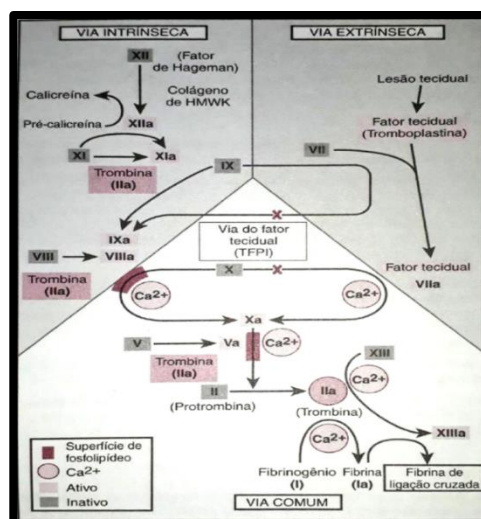 VIA INTRÍNSECA
XII
(Fator
de Hageman)
Calicreína
Colágeno
de HMWK
Pré-calicreína
XIIa
XI
XIa
Trombina
(IIa)
IX
IXa
VIII
VIIIa
Trombina
(IIa)
VIA EXTRÍNSECA
Lesão tecidual
Fator tecidual
(Tromboplastina)
VII
Fator tecidual
VIIa
X
Via do fator
tecidual
(TFPI)
X
X
Ca2+
Ca2+
Xa
V
Va
Ca2+
Trombina
(IIa)
XIII
II
IIa
Ca2+
(Protrombina)
(Trombina)
XIIIa
Ca2+
Fibrinogênio
(I)
Fibrina
(Ia)
Fibrina de
ligação cruzada
VIA COMUM
Superfície de
fosfolipídeo
Ca2+
Ativo
Inativo